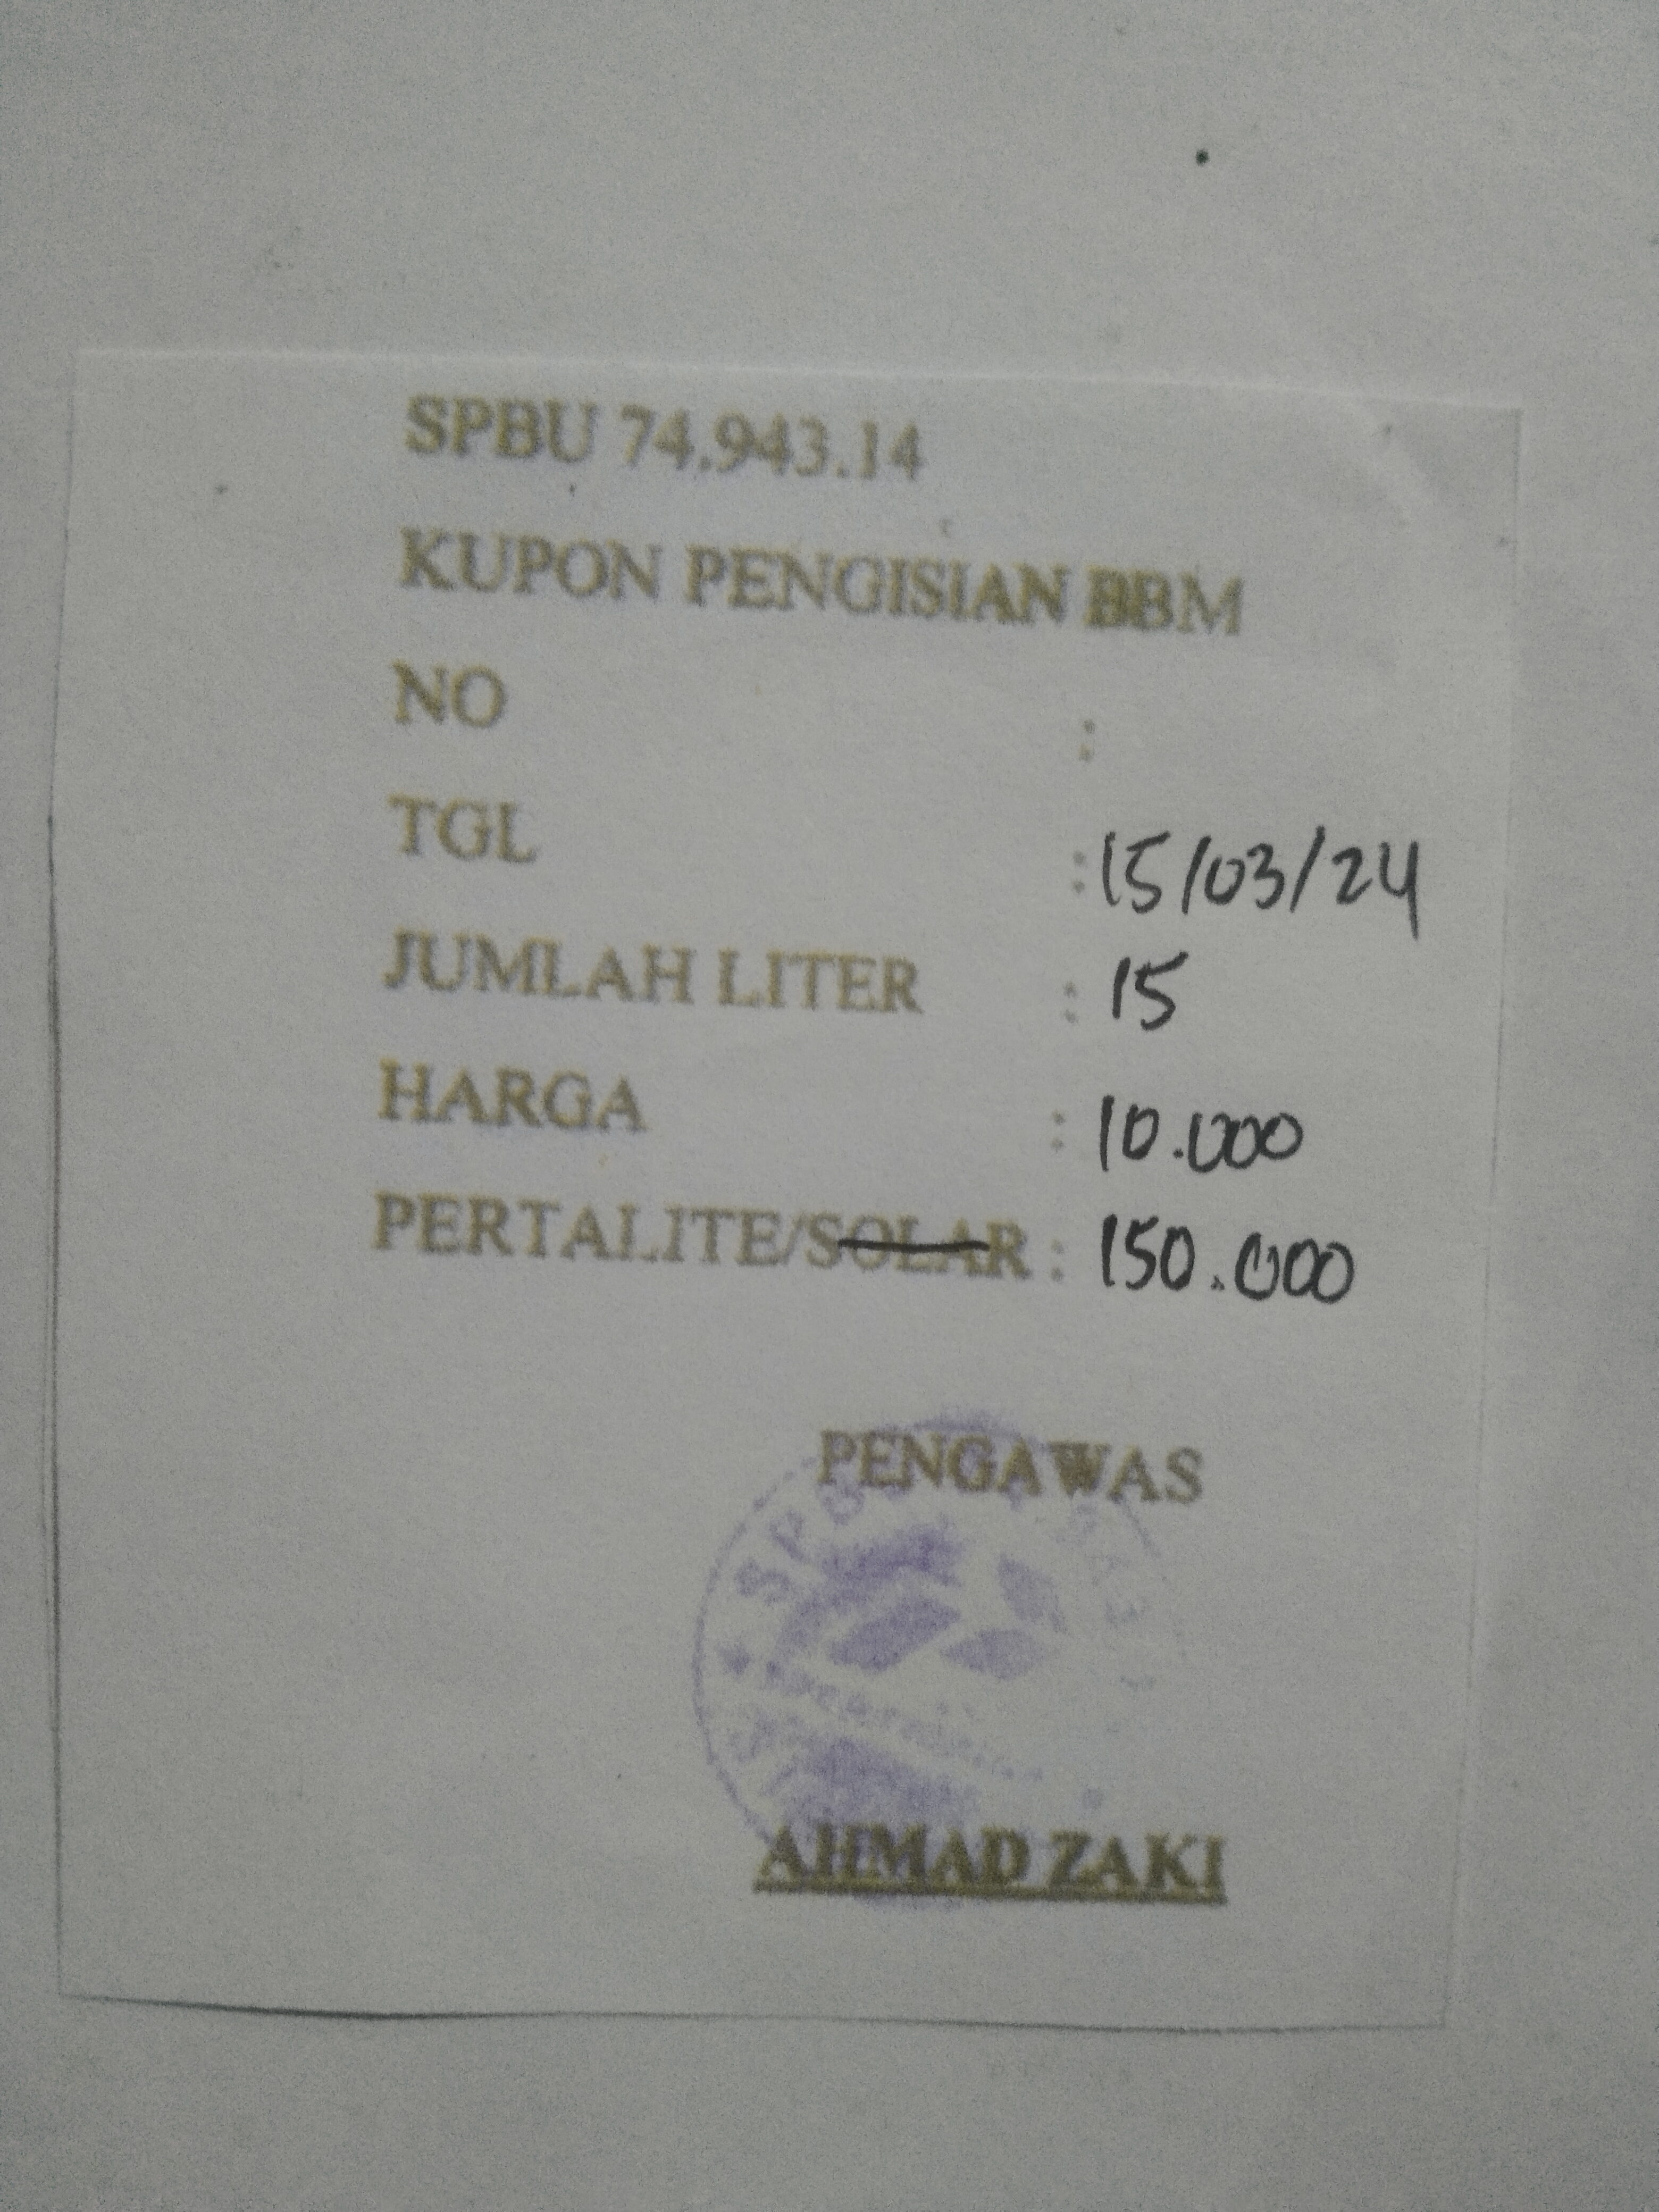 SPBU 74.943.14
KUPON PENGISIAN BBM
NO :
TGL : 15/03/24
JUMLAH LITER : 15
HARGA : 10.000
PERTALITE/SOLAR : 150.000
PENGAWAS
SPBU
AHMAD ZAKI